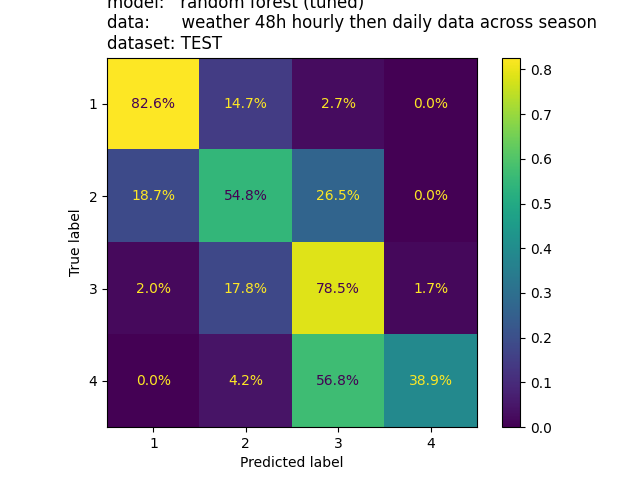 model:   random forest (tuned)
data:      weather 48h hourly then daily data across season
dataset: TEST
1 82.6% 14.7% 2.7% 0.0%
2 18.7% 54.8% 26.5% 0.0%
3 2.0% 17.8% 78.5% 1.7%
4 0.0% 4.2% 56.8% 38.9%
1 2 3 4
Predicted label
True label
0.8
0.7
0.6
0.5
0.4
0.3
0.2
0.1
0.0